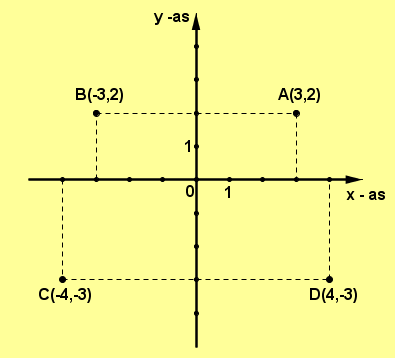 y -as
B(-3,2)
A(3,2)
1
0
1
x - as
C(-4,-3)
D(4,-3)